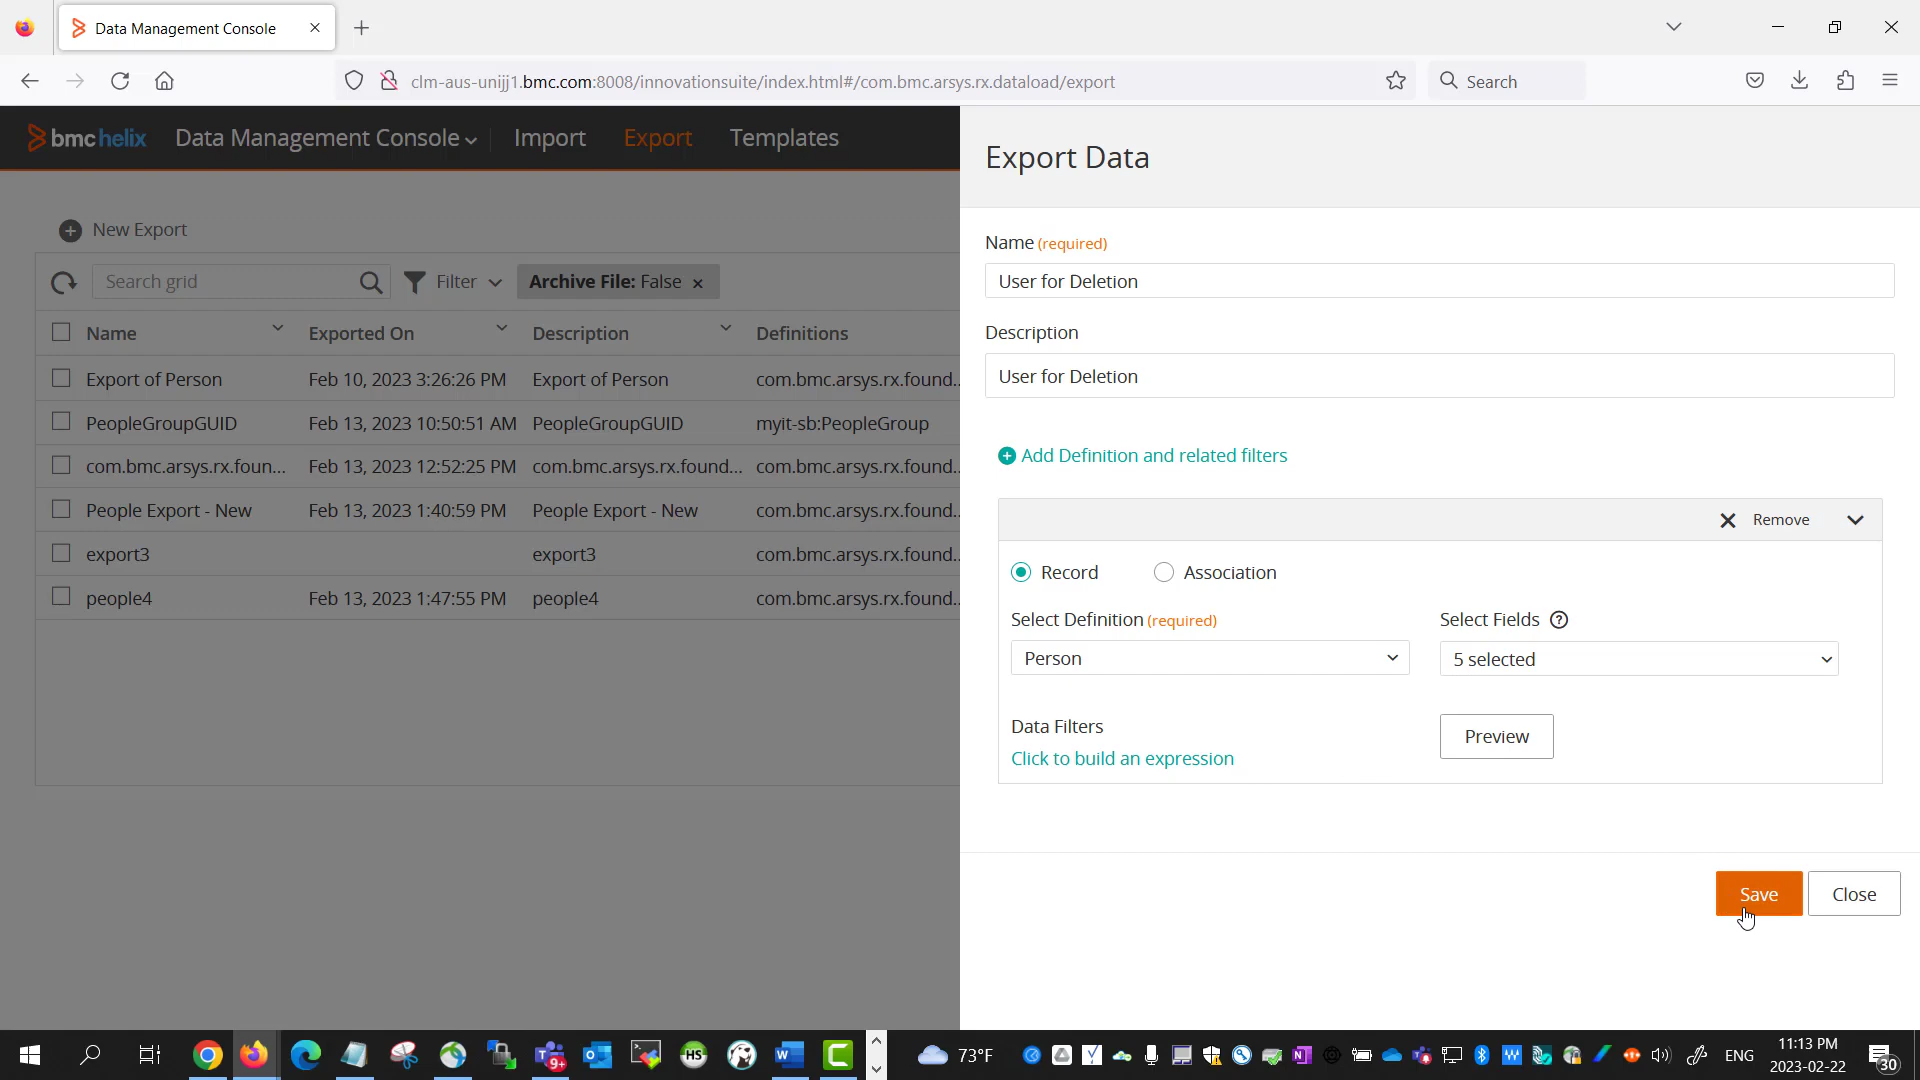 Data Management Console
clm-aus-unijj1.bmc.com:8008/innovationsuite/index.html#/com.bmc.arsys.rx.dataload/export
Search
bmchelix
Data Management Console
Import
Export
Templates
Export Data
New Export
Name (required)
Search grid
Filter
Archive File: False
User for Deletion
Name
Exported On
Description
Definitions
Description
Export of Person
Feb 10, 2023 3:26:26 PM
Export of Person
com.bmc.arsys.rx.found...
User for Deletion
PeopleGroupGUID
Feb 13, 2023 10:50:51 AM
PeopleGroupGUID
myit-sb:PeopleGroup
com.bmc.arsys.rx.foun...
Feb 13, 2023 12:52:25 PM
com.bmc.arsys.rx.found...
com.bmc.arsys.rx.found...
Add Definition and related filters
People Export - New
Feb 13, 2023 1:40:59 PM
People Export - New
com.bmc.arsys.rx.found...
Remove
export3
export3
com.bmc.arsys.rx.found...
Record
Association
people4
Feb 13, 2023 1:47:55 PM
people4
com.bmc.arsys.rx.found...
Select Definition (required)
Select Fields
Person
5 selected
Data Filters
Click to build an expression
Preview
Save
Close
73°F
ENG
11:13 PM
2023-02-22
30